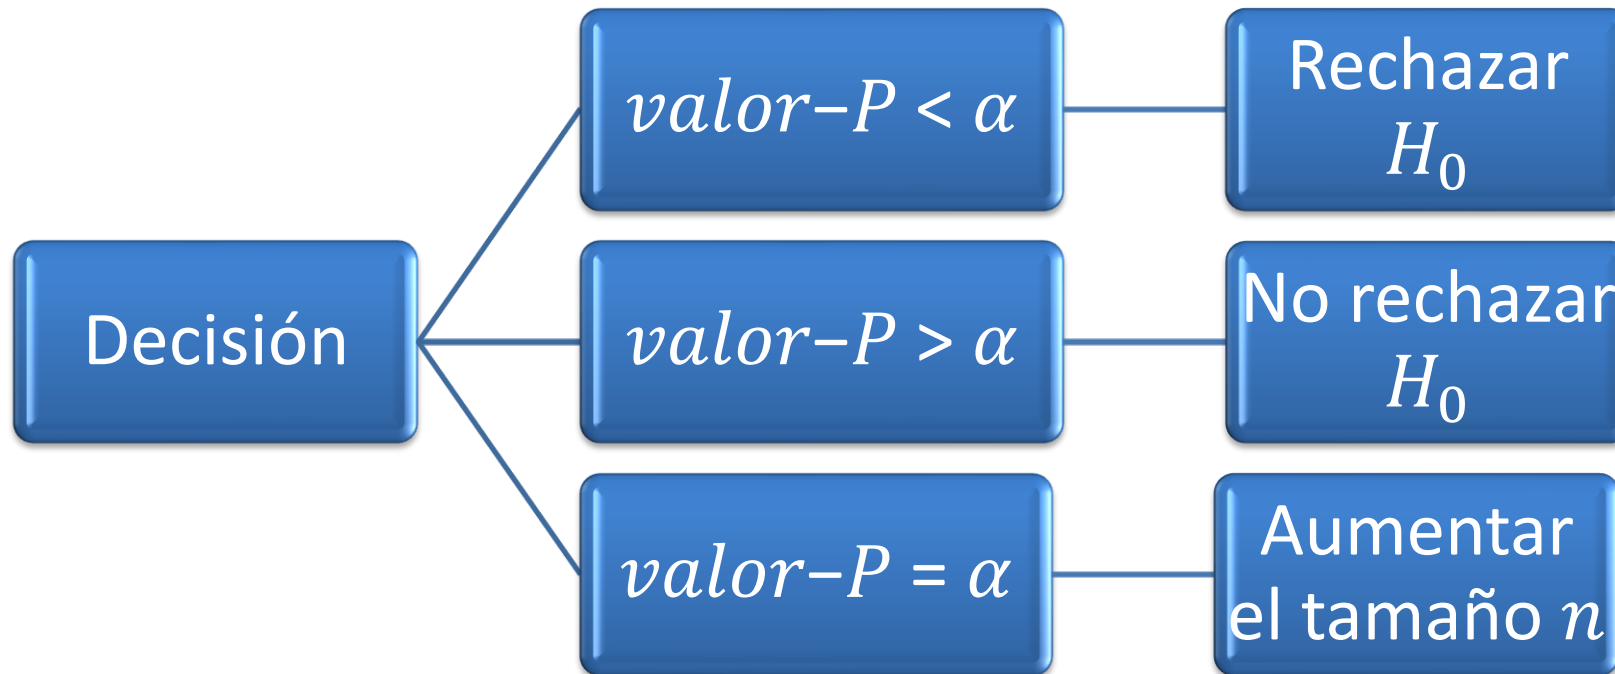 Decisión
valor−P < α
Rechazar
H₀
valor−P > α
No rechazar
H₀
valor−P = α
Aumentar
el tamaño n